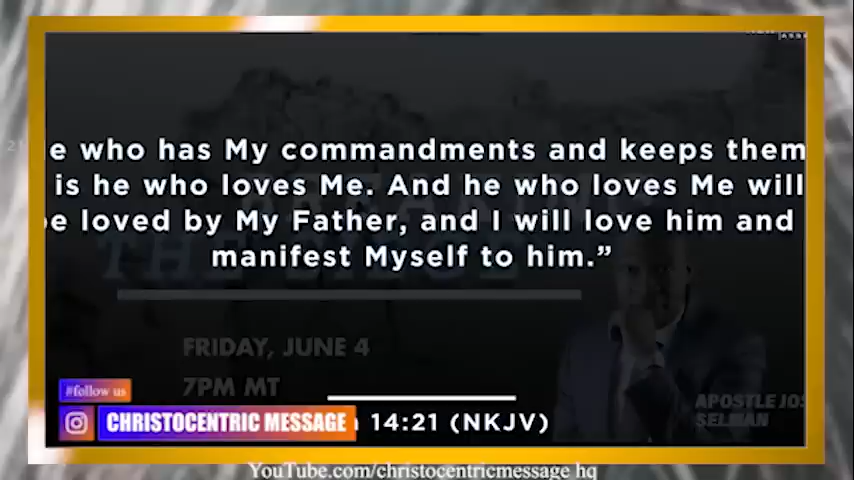 e who has My commandments and keeps them
is he who loves Me. And he who loves Me will
e loved by My Father, and I will love him and
manifest Myself to him.”
THE
FRIDAY, JUNE 4
7PM MT
APOSTLE JOS
SELMAN
#follow us
CHRISTOCENTRIC MESSAGE
14:21 (NKJV)
YouTube.com/christocentricmessage hq